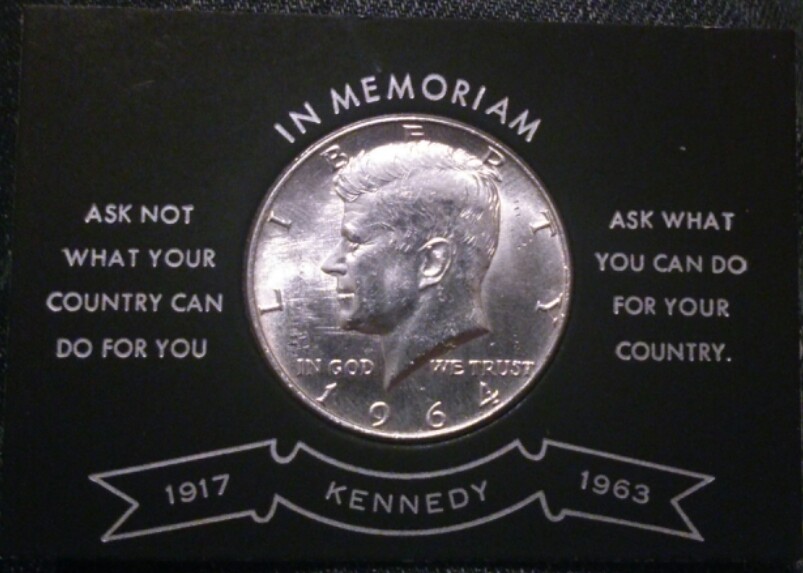 IN MEMORIAM
ASK NOT
WHAT YOUR
COUNTRY CAN
DO FOR YOU
LIBERTY
IN GOD WE TRUST
1964
ASK WHAT
YOU CAN DO
FOR YOUR
COUNTRY.
1917 KENNEDY 1963